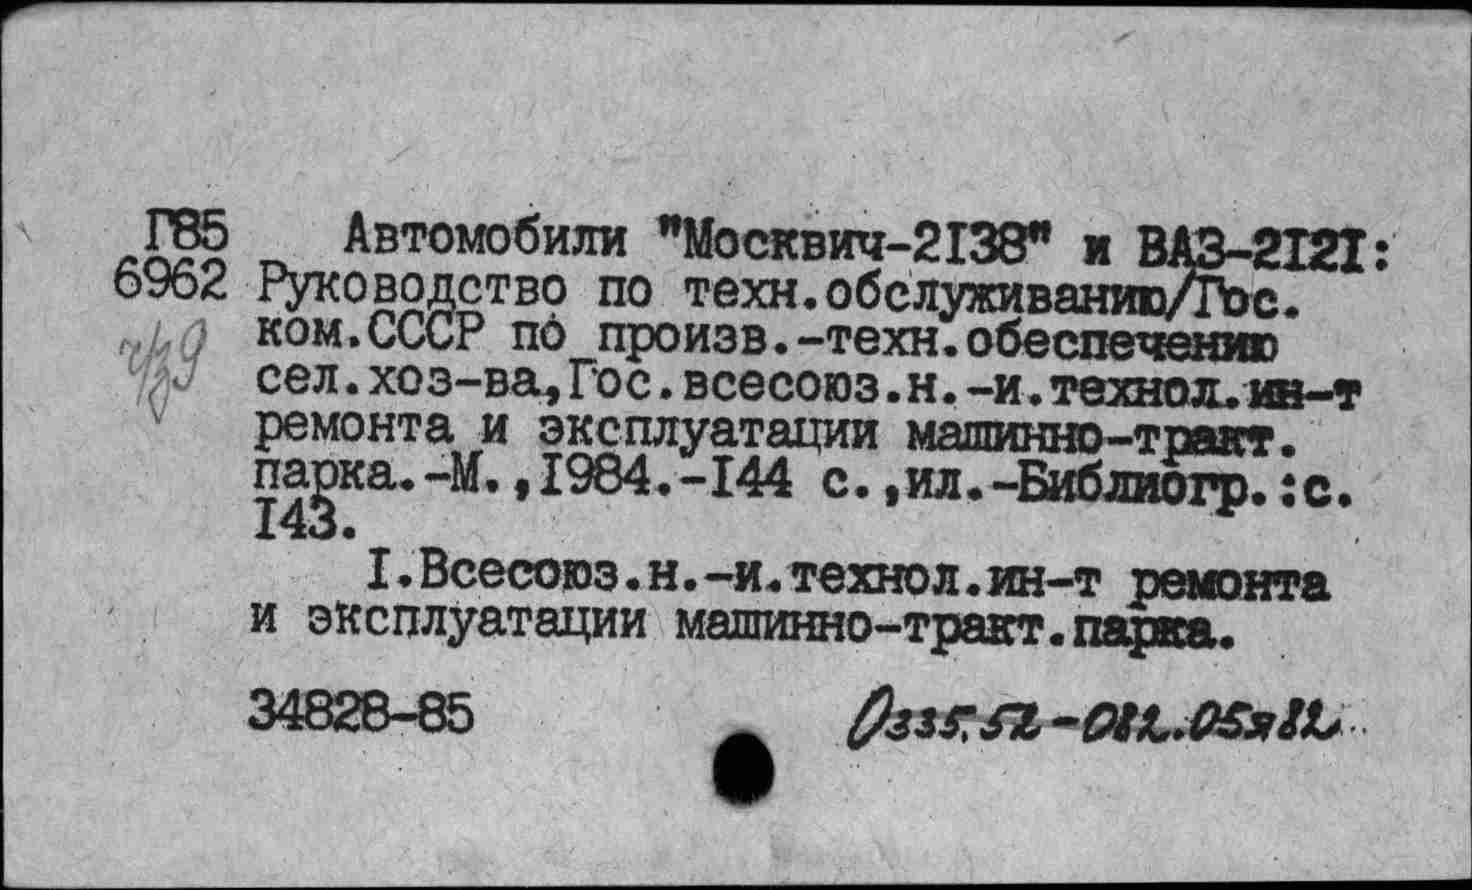 Г85 Автомобили "Москвич-2138" и ВАЗ-2121:
6962 Руководство по техн.обслуживанию/Гос.
ком.СССР по произв.-техн.обеспечению
сел.хоз-ва,Гос.всесоюз.н.-и.технол.ин-т
ремонта и эксплуатации машинно-тракт.
парка.-М.,1984.-144 с.,ил.-Библиогр.:с.
143.
I.Всесоюз.н.-и.технол.ин-т ремонта
и эксплуатации машинно-тракт.парка.
34828-85